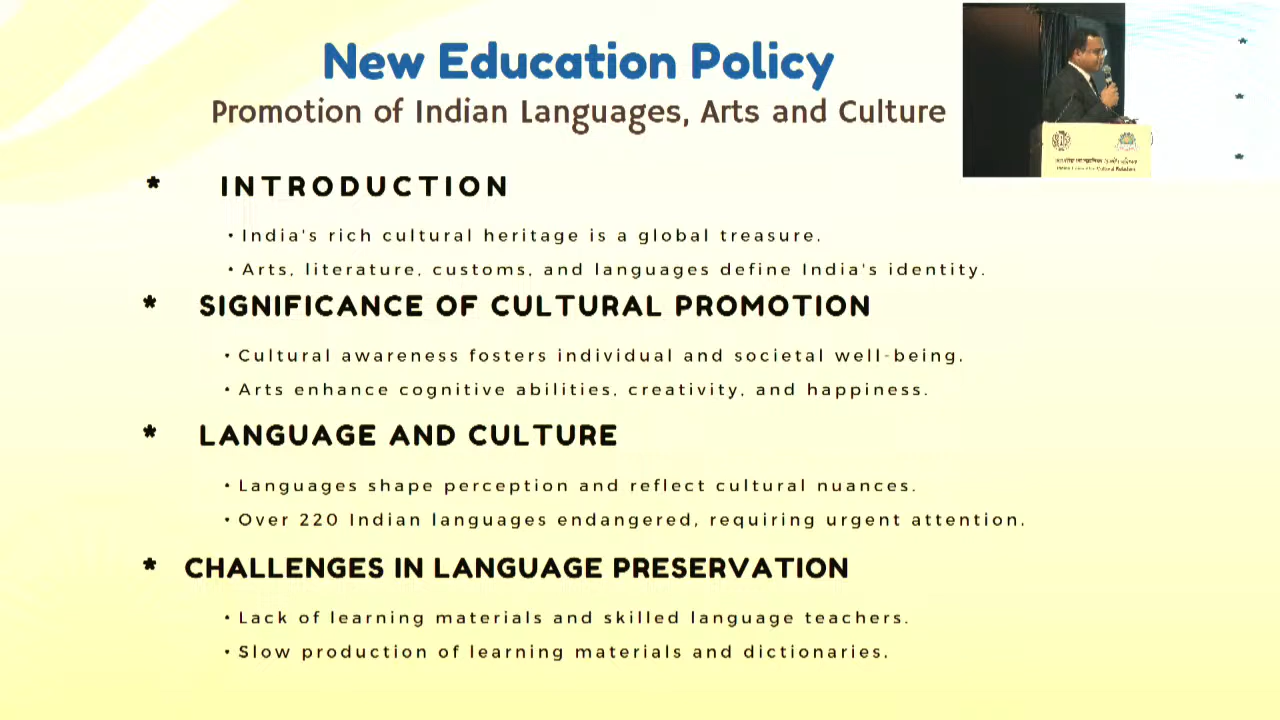 New Education Policy
Promotion of Indian Languages, Arts and Culture
* INTRODUCTION
• India's rich cultural heritage is a global treasure.
• Arts, literature, customs, and languages define India's identity.
* SIGNIFICANCE OF CULTURAL PROMOTION
• Cultural awareness fosters individual and societal well-being.
• Arts enhance cognitive abilities, creativity, and happiness.
* LANGUAGE AND CULTURE
• Languages shape perception and reflect cultural nuances.
• Over 220 Indian languages endangered, requiring urgent attention.
* CHALLENGES IN LANGUAGE PRESERVATION
• Lack of learning materials and skilled language teachers.
• Slow production of learning materials and dictionaries.